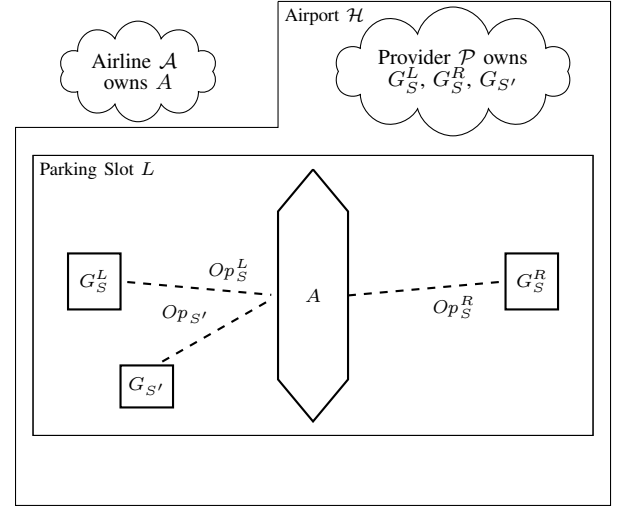 Airport ℋ
Airline 𝒜
owns A
Provider 𝒫 owns
G_S^L, G_S^R, G_{S'}
Parking Slot L
G_S^L
Op_S^L
Op_{S'}
A
Op_S^R
G_S^R
G_{S'}